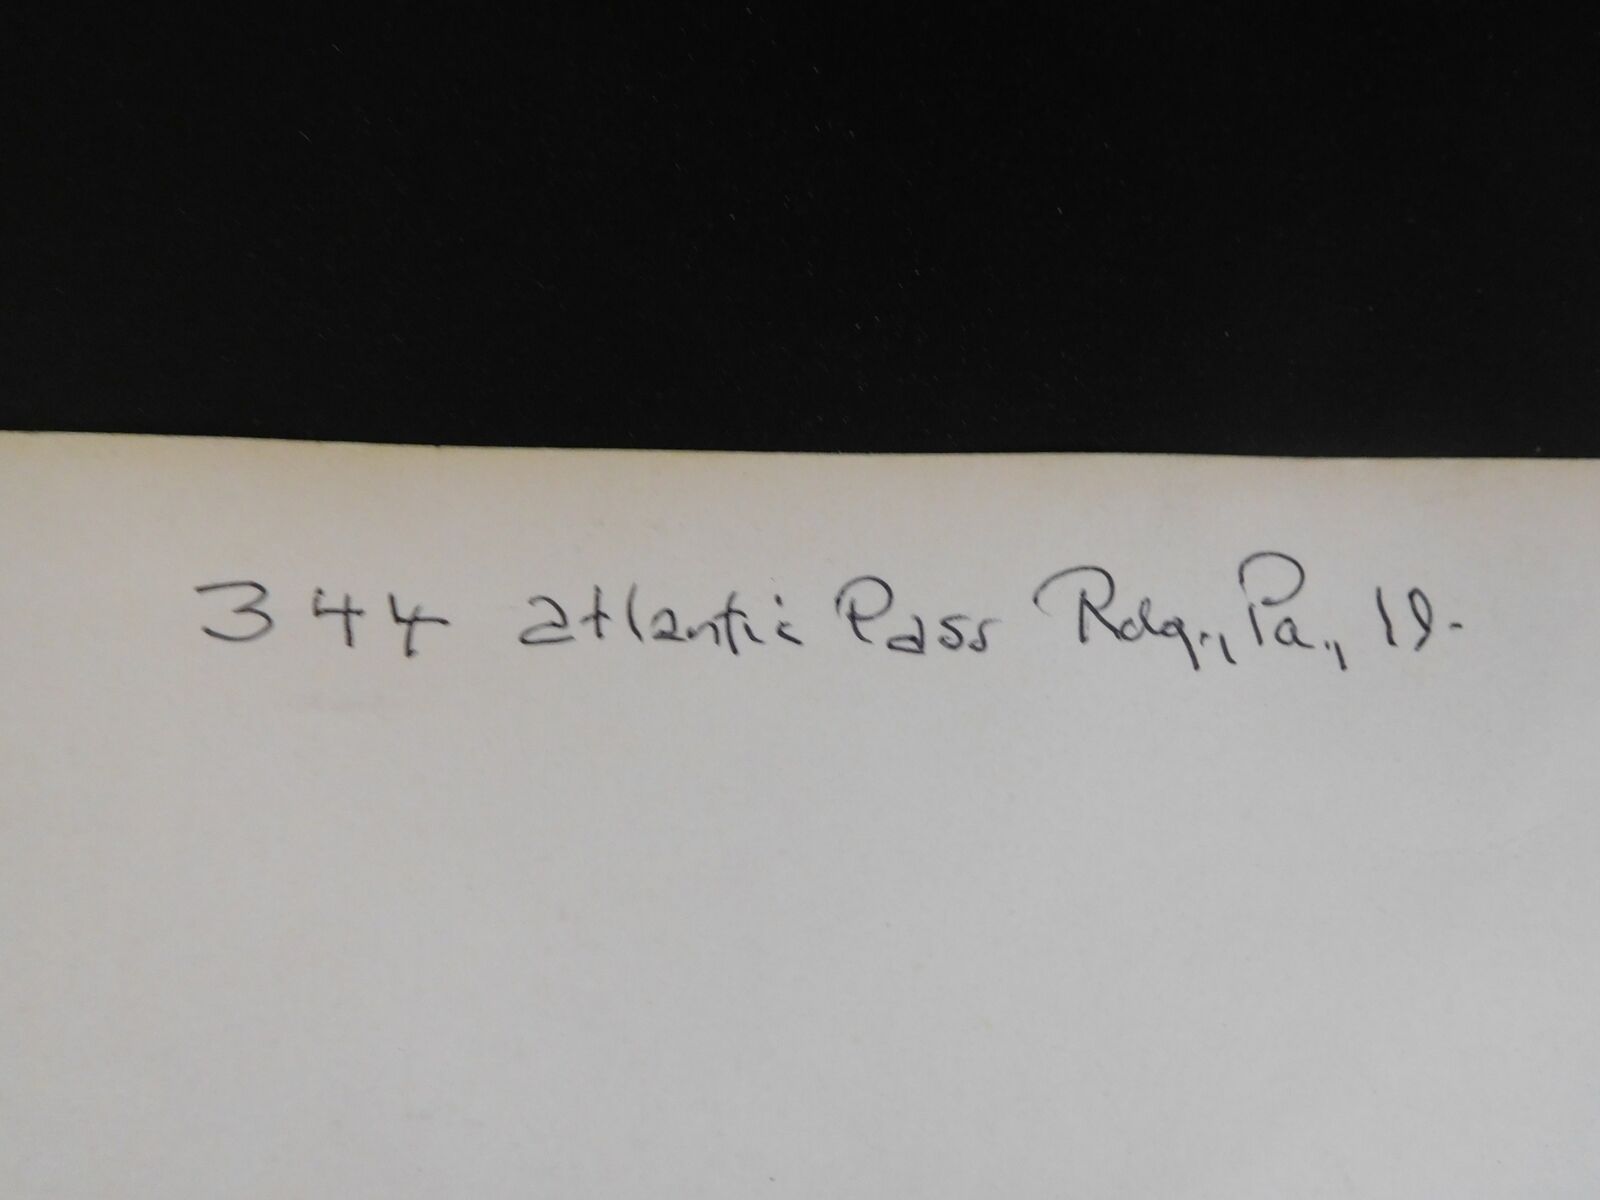 344 atlantic Pass Rdg., Pa., 19-